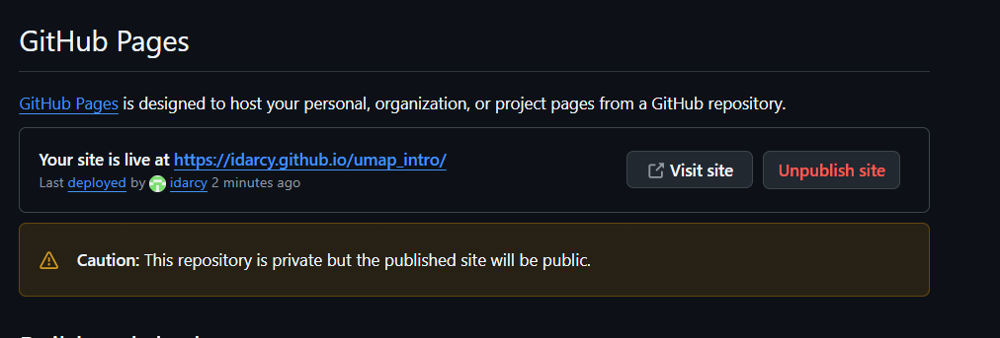 GitHub Pages
GitHub Pages is designed to host your personal, organization, or project pages from a GitHub repository.
Your site is live at https://idarcy.github.io/umap_intro/
Last deployed by idarcy 2 minutes ago
Visit site
Unpublish site
Caution: This repository is private but the published site will be public.